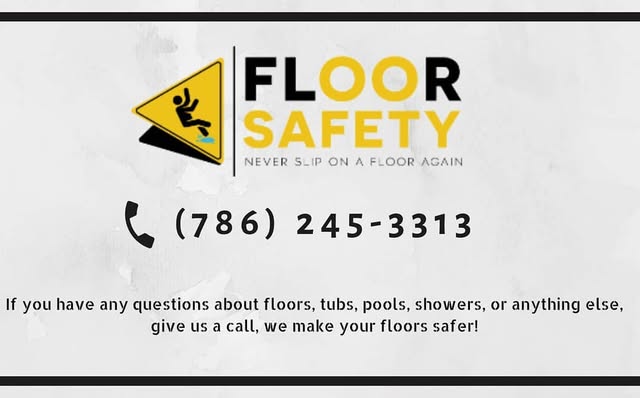 FLOOR
SAFETY
NEVER SLIP ON A FLOOR AGAIN
(786) 245-3313
If you have any questions about floors, tubs, pools, showers, or anything else,
give us a call, we make your floors safer!